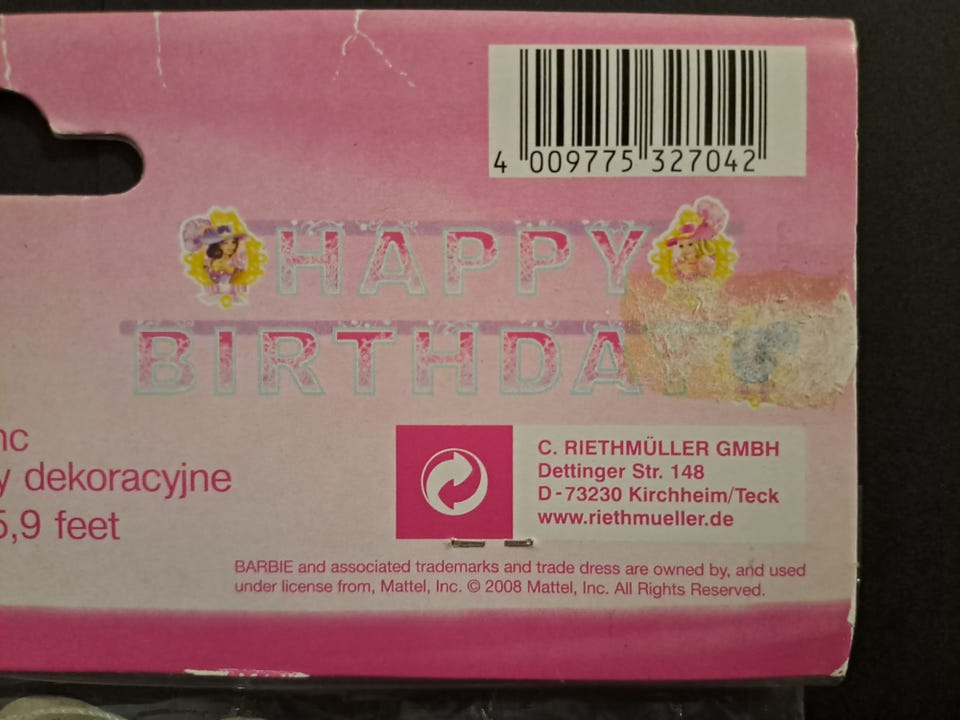 4 009775 327042
HAPPY
BIRTHDAY
nc
y dekoracyjne
5,9 feet
C. RIETHMÜLLER GMBH
Dettinger Str. 148
D-73230 Kirchheim/Teck
www.riethmueller.de
BARBIE and associated trademarks and trade dress are owned by, and used
under license from, Mattel, Inc. © 2008 Mattel, Inc. All Rights Reserved.